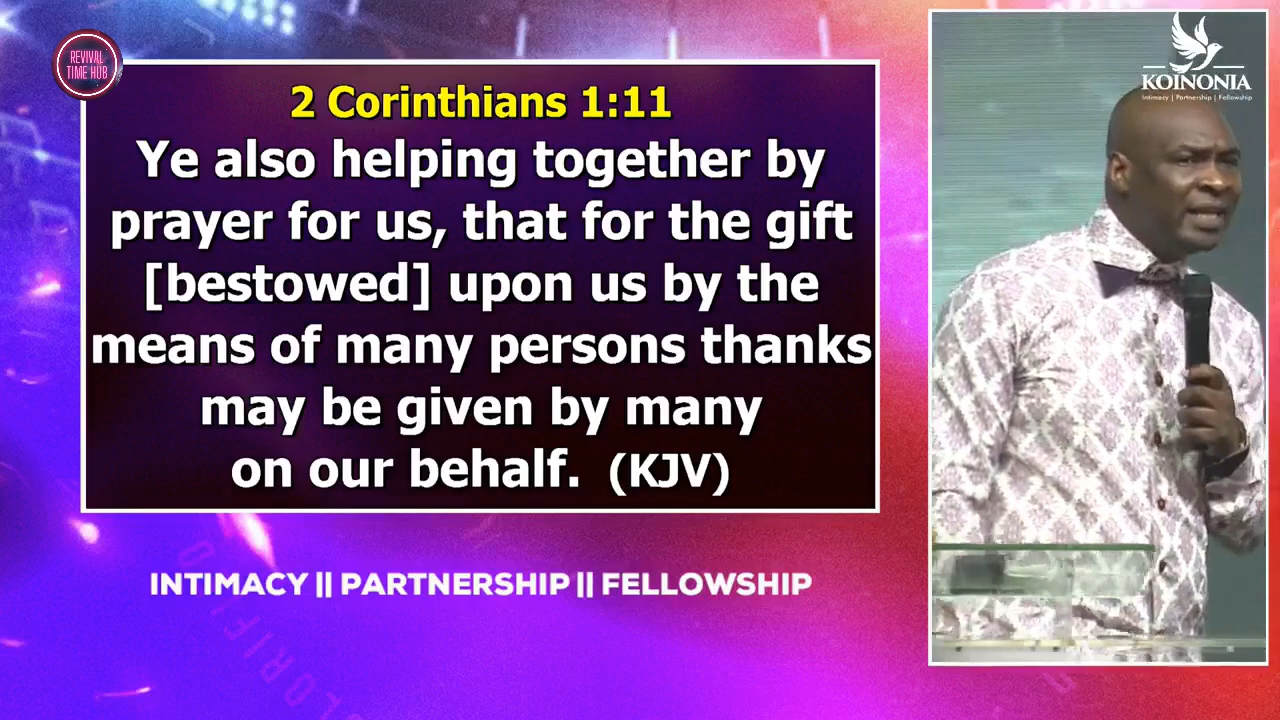 REVIVAL
TIME HUB
2 Corinthians 1:11
Ye also helping together by
prayer for us, that for the gift
[bestowed] upon us by the
means of many persons thanks
may be given by many
on our behalf. (KJV)
INTIMACY || PARTNERSHIP || FELLOWSHIP
KOINONIA
Intimacy | Partnership | Fellowship